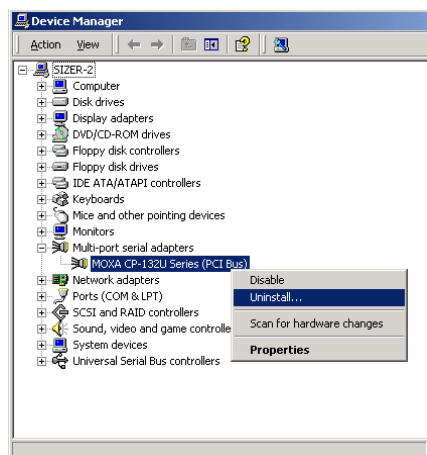 Device Manager
Action View
SIZER-2
Computer
Disk drives
Display adapters
DVD/CD-ROM drives
Floppy disk controllers
Floppy disk drives
IDE ATA/ATAPI controllers
Keyboards
Mice and other pointing devices
Monitors
Multi-port serial adapters
MOXA CP-132U Series (PCI Bus)
Network adapters
Ports (COM & LPT)
SCSI and RAID controllers
Sound, video and game controlle
System devices
Universal Serial Bus controllers
Disable
Uninstall...
Scan for hardware changes
Properties